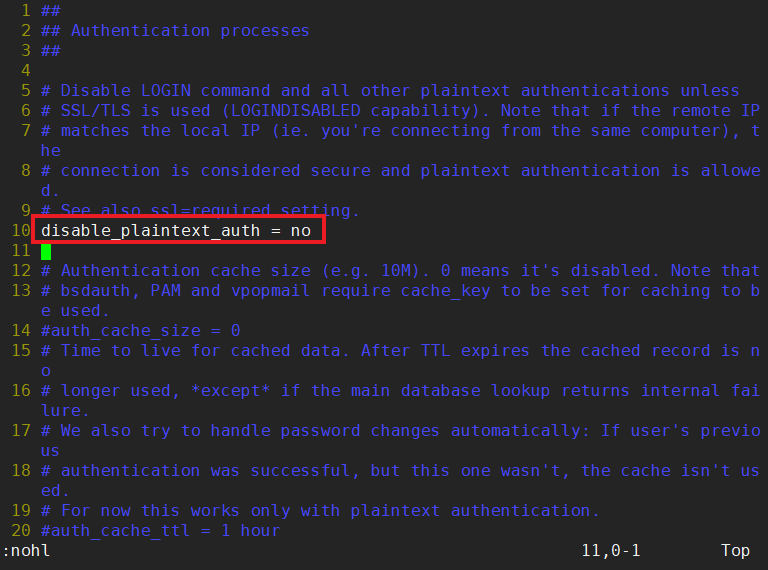 1 ##
2 ## Authentication processes
3 ##
4
5 # Disable LOGIN command and all other plaintext authentications unless
6 # SSL/TLS is used (LOGINDISABLED capability). Note that if the remote IP
7 # matches the local IP (ie. you're connecting from the same computer), t
he
8 # connection is considered secure and plaintext authentication is allowe
d.
9 # See also ssl=required setting.
10 disable_plaintext_auth = no
11
12 # Authentication cache size (e.g. 10M). 0 means it's disabled. Note that
13 # bsdauth, PAM and vpopmail require cache_key to be set for caching to b
e used.
14 #auth_cache_size = 0
15 # Time to live for cached data. After TTL expires the cached record is n
o
16 # longer used, *except* if the main database lookup returns internal fai
lure.
17 # We also try to handle password changes automatically: If user's previo
us
18 # authentication was successful, but this one wasn't, the cache isn't us
ed.
19 # For now this works only with plaintext authentication.
20 #auth_cache_ttl = 1 hour
:nohl 11,0-1 Top